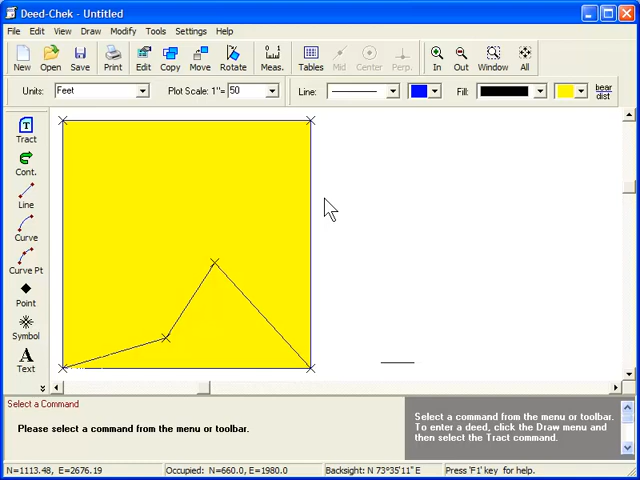 Deed-Chek - Untitled
File Edit View Draw Modify Tools Settings Help
New Open Save Print Edit Copy Move Rotate Meas. Tables Mid Center Perp. In Out Window All
Units: Feet Plot Scale: 1"= 50 Line: Fill: bear dist
Tract
Cont.
Line
Curve
Curve Pt
Point
Symbol
A
Text
Select a Command
Please select a command from the menu or toolbar.
Select a command from the menu or toolbar.
To enter a deed, click the Draw menu and
then select the Tract command.
N=1113.48, E=2676.19 Occupied: N=660.0, E=1980.0 Backsight: N 73°35'11" E Press 'F1' key for help.